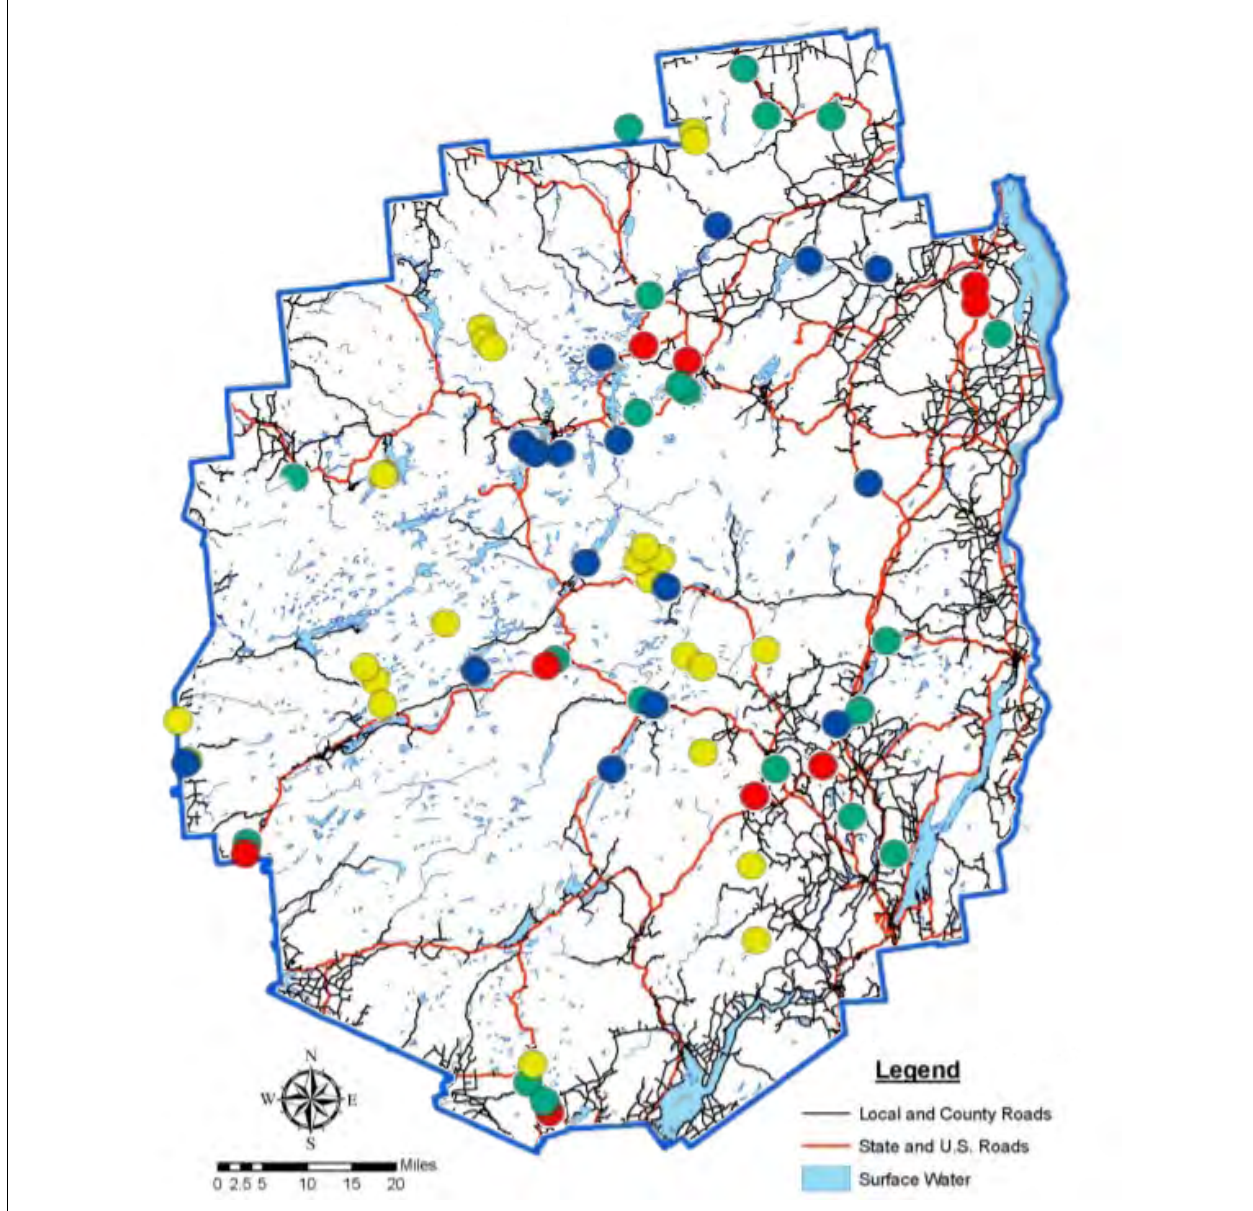 Legend
N
W E
S
Local and County Roads
State and U.S. Roads
Surface Water
Miles
0 2.5 5 10 15 20